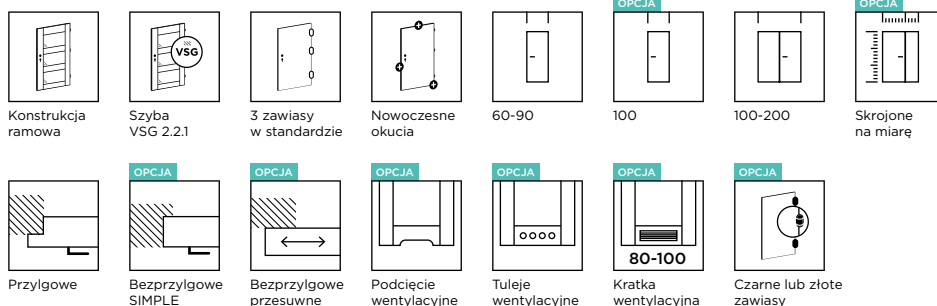 OPCJA
OPCJA
VSG
Konstrukcja
ramowa
Szyba
VSG 2.2.1
3 zawiasy
w standardzie
Nowoczesne
okucia
60-90
100
100-200
Skrojone
na miarę
OPCJA
OPCJA
OPCJA
OPCJA
OPCJA
OPCJA
80-100
Przylgowe
Bezprzylgowe
SIMPLE
Bezprzylgowe
przesuwne
Podcięcie
wentylacyjne
Tuleje
wentylacyjne
Kratka
wentylacyjna
Czarne lub złote
zawiasy